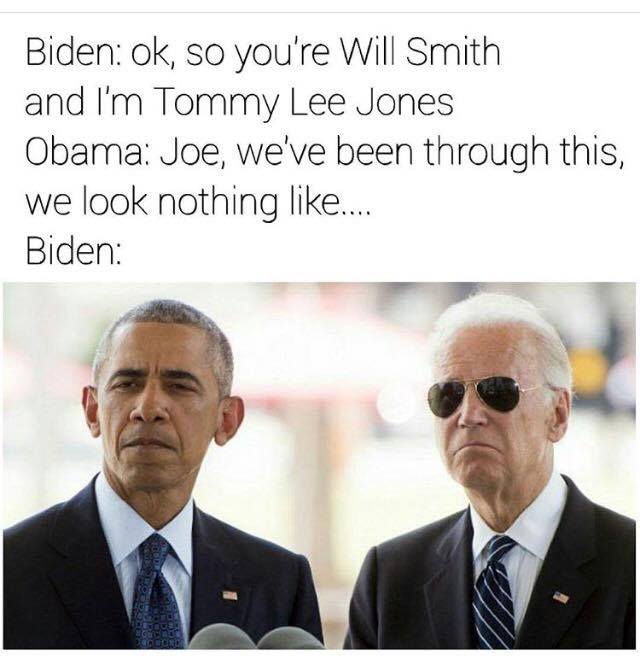 Biden: ok, so you're Will Smith
and I'm Tommy Lee Jones
Obama: Joe, we've been through this,
we look nothing like....
Biden: